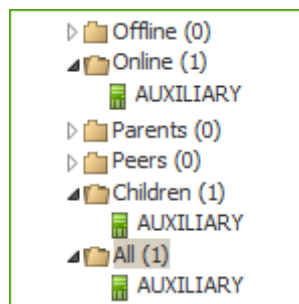 Offline (0)
Online (1)
AUXILIARY
Parents (0)
Peers (0)
Children (1)
AUXILIARY
All (1)
AUXILIARY